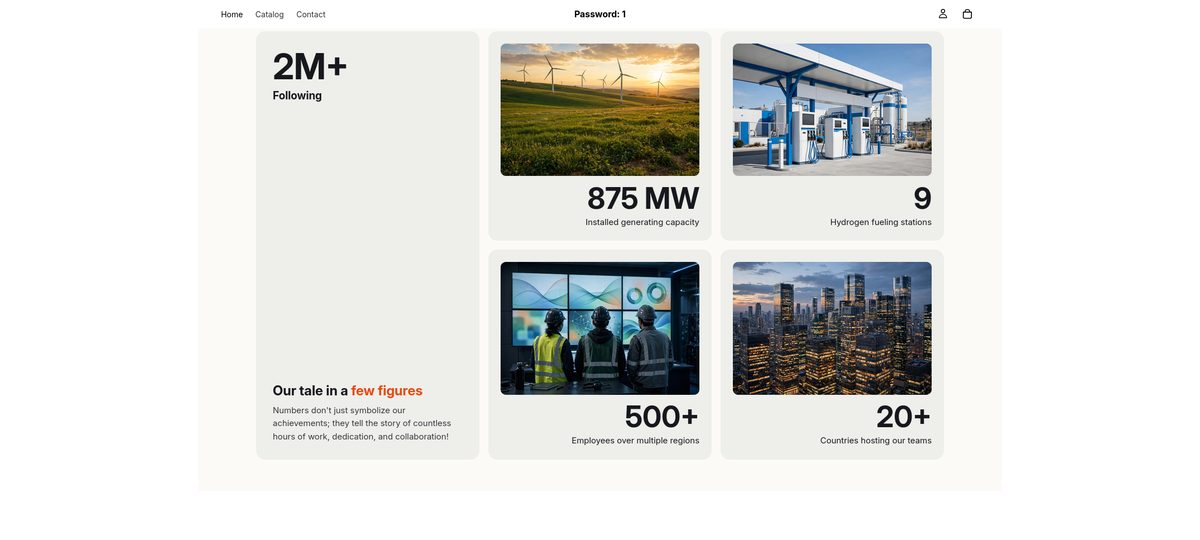 Home
Catalog
Contact
Password: 1
2M+
Following
Our tale in a few figures
Numbers don't just symbolize our
achievements; they tell the story of countless
hours of work, dedication, and collaboration!
875 MW
Installed generating capacity
9
Hydrogen fueling stations
500+
Employees over multiple regions
20+
Countries hosting our teams